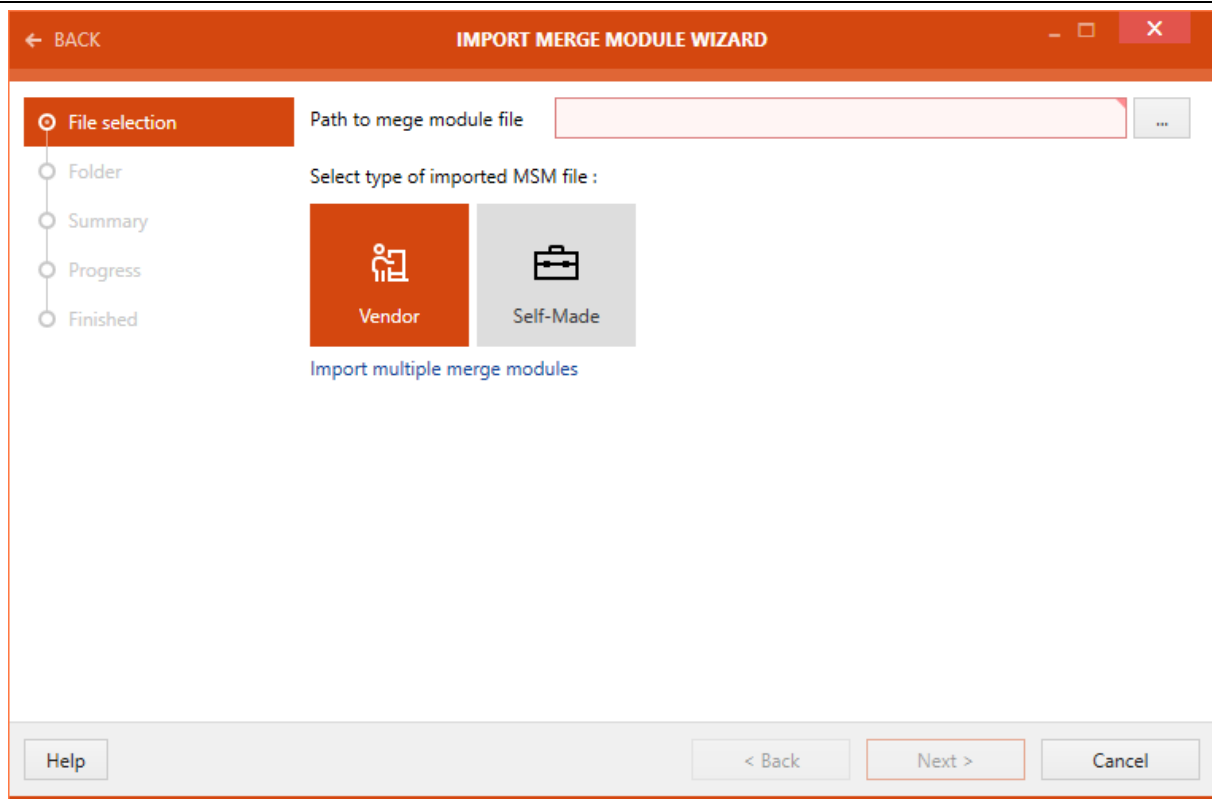 ← BACK
IMPORT MERGE MODULE WIZARD
File selection
Folder
Summary
Progress
Finished
Path to mege module file
...
Select type of imported MSM file :
Vendor
Self-Made
Import multiple merge modules
Help
< Back
Next >
Cancel